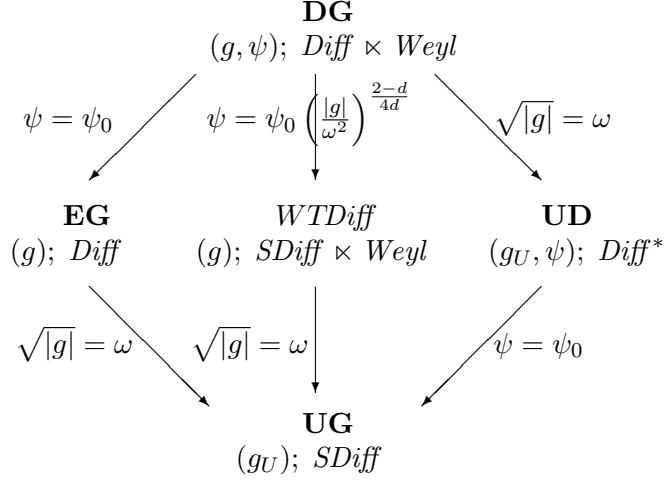 DG
(g, ψ); Diff ⋉ Weyl
ψ = ψ₀
ψ = ψ₀ (|g|/ω²)^((2−d)/(4d))
√|g| = ω
EG
WTDiff
UD
(g); Diff
(g); SDiff ⋉ Weyl
(g_U, ψ); Diff*
√|g| = ω
√|g| = ω
ψ = ψ₀
UG
(g_U); SDiff